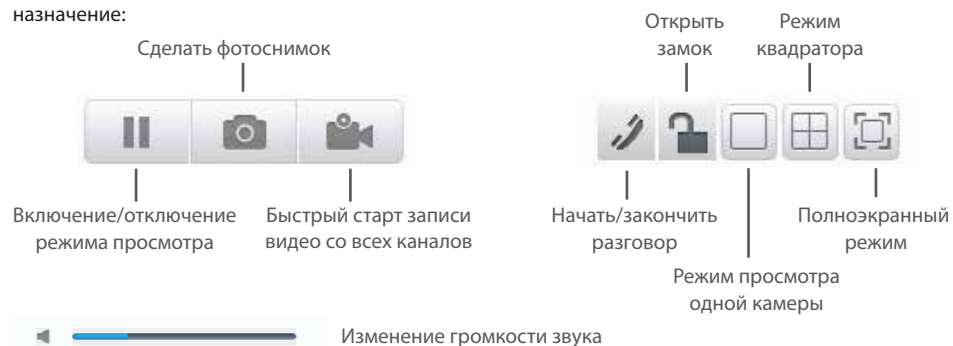 назначение:
Сделать фотоснимок
Открыть
замок
Режим
квадратора
Включение/отключение
режима просмотра
Быстрый старт записи
видео со всех каналов
Начать/закончить
разговор
Режим просмотра
одной камеры
Полноэкранный
режим
Изменение громкости звука